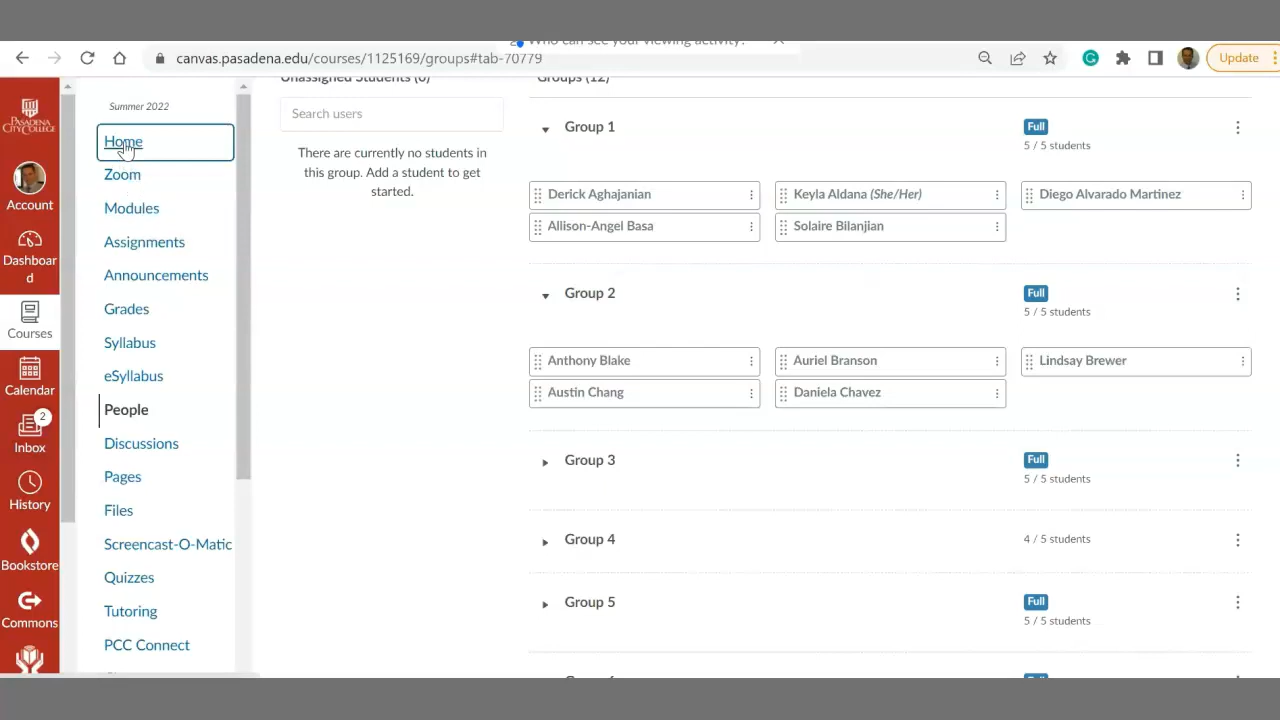 Who can see your viewing activity?
canvas.pasadena.edu/courses/1125169/groups#tab-70779
Update
PASADENA
CITY COLLEGE
Account
Dashboar
d
Courses
Calendar
2
Inbox
History
Bookstore
Commons
Summer 2022
Home
Zoom
Modules
Assignments
Announcements
Grades
Syllabus
eSyllabus
People
Discussions
Pages
Files
Screencast-O-Matic
Quizzes
Tutoring
PCC Connect
Unassigned Students (0)
Search users
There are currently no students in
this group. Add a student to get
started.
Groups (12)
Group 1
Full
5 / 5 students
Derick Aghajanian
Keyla Aldana (She/Her)
Diego Alvarado Martinez
Allison-Angel Basa
Solaire Bilanjian
Group 2
Full
5 / 5 students
Anthony Blake
Auriel Branson
Lindsay Brewer
Austin Chang
Daniela Chavez
Group 3
Full
5 / 5 students
Group 4
4 / 5 students
Group 5
Full
5 / 5 students